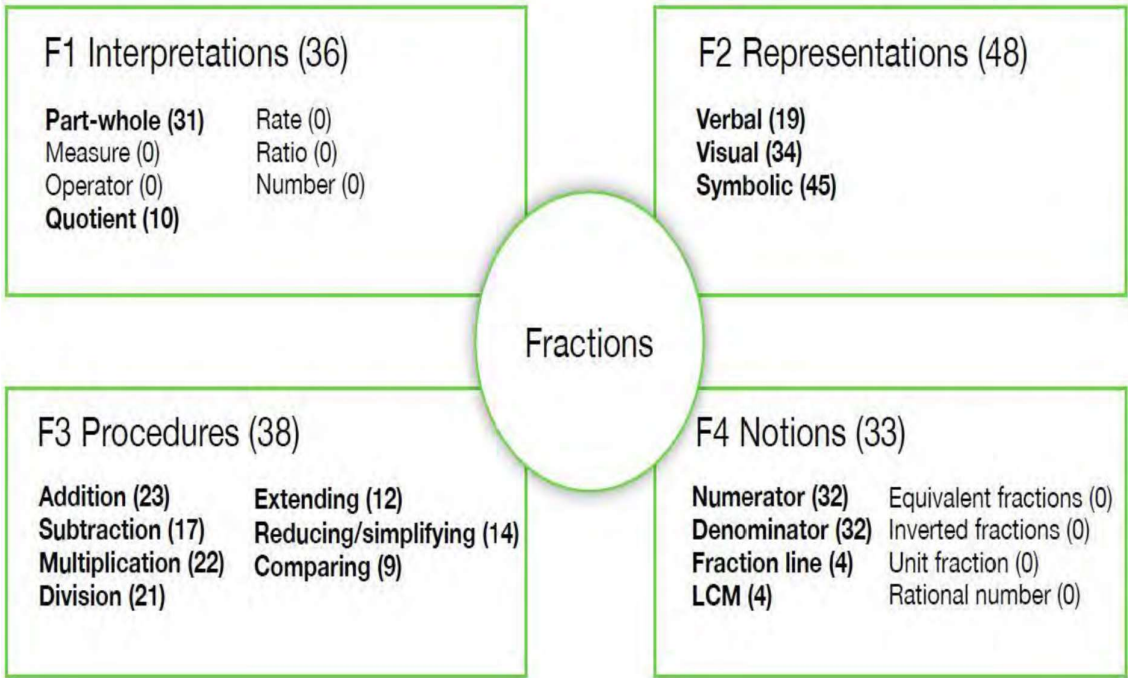 F1 Interpretations (36)
Part-whole (31)
Measure (0)
Operator (0)
Quotient (10)
Rate (0)
Ratio (0)
Number (0)
F2 Representations (48)
Verbal (19)
Visual (34)
Symbolic (45)
Fractions
F3 Procedures (38)
Addition (23)
Subtraction (17)
Multiplication (22)
Division (21)
Extending (12)
Reducing/simplifying (14)
Comparing (9)
F4 Notions (33)
Numerator (32)
Denominator (32)
Fraction line (4)
LCM (4)
Equivalent fractions (0)
Inverted fractions (0)
Unit fraction (0)
Rational number (0)